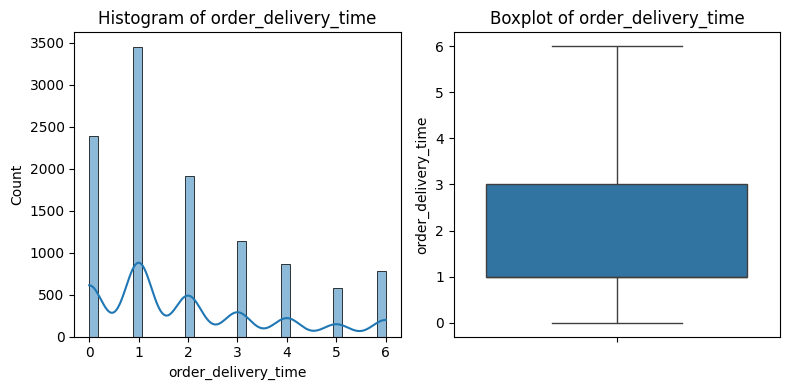 Histogram of order_delivery_time
3500
3000
2500
2000
1500
1000
500
0
Count
0 1 2 3 4 5 6
order_delivery_time
Boxplot of order_delivery_time
6
5
4
3
2
1
0
order_delivery_time